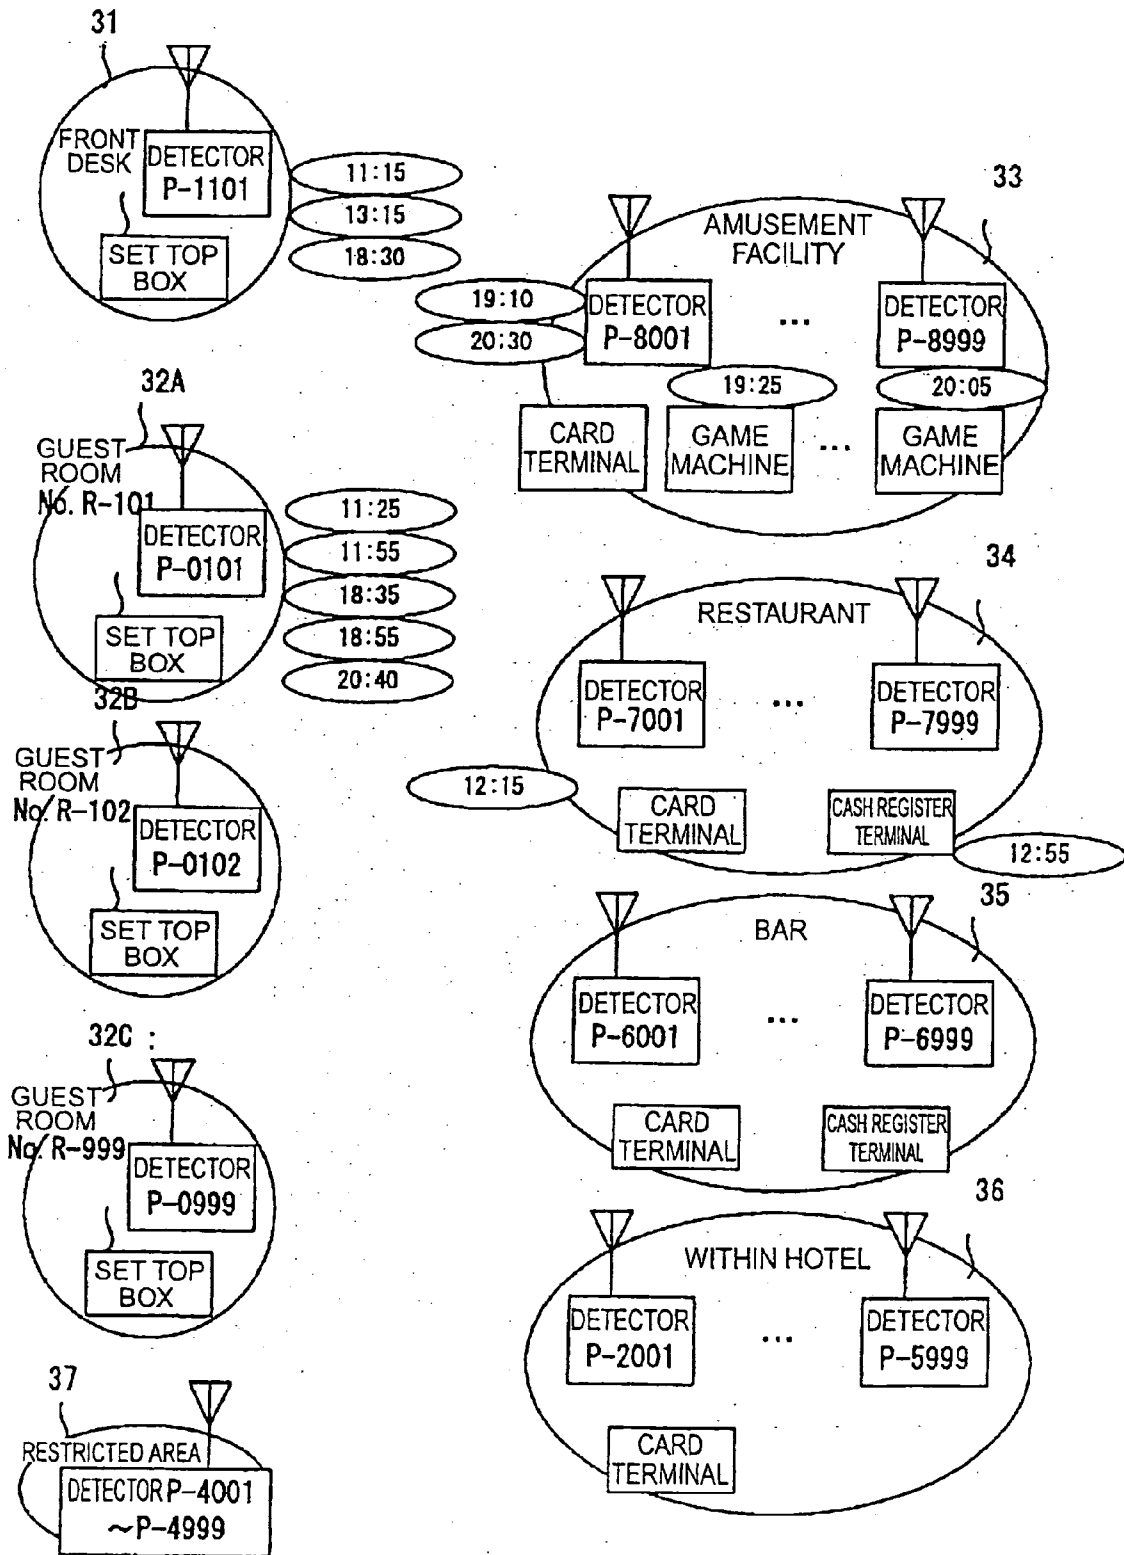 31
FRONT
DESK
DETECTOR
P-1101
SET TOP
BOX
11:15
13:15
18:30
33
AMUSEMENT
FACILITY
19:10
20:30
DETECTOR
P-8001
...
DETECTOR
P-8999
19:25
20:05
CARD
TERMINAL
GAME
MACHINE
...
GAME
MACHINE
32A
GUEST
ROOM
No. R-101
DETECTOR
P-0101
SET TOP
BOX
11:25
11:55
18:35
18:55
20:40
34
RESTAURANT
DETECTOR
P-7001
...
DETECTOR
P-7999
12:15
CARD
TERMINAL
CASH REGISTER
TERMINAL
12:55
32B
GUEST
ROOM
No. R-102
DETECTOR
P-0102
SET TOP
BOX
35
BAR
DETECTOR
P-6001
...
DETECTOR
P-6999
CARD
TERMINAL
CASH REGISTER
TERMINAL
32C :
GUEST
ROOM
No. R-999
DETECTOR
P-0999
SET TOP
BOX
36
WITHIN HOTEL
DETECTOR
P-2001
...
DETECTOR
P-5999
CARD
TERMINAL
37
RESTRICTED AREA
DETECTOR P-4001
~P-4999